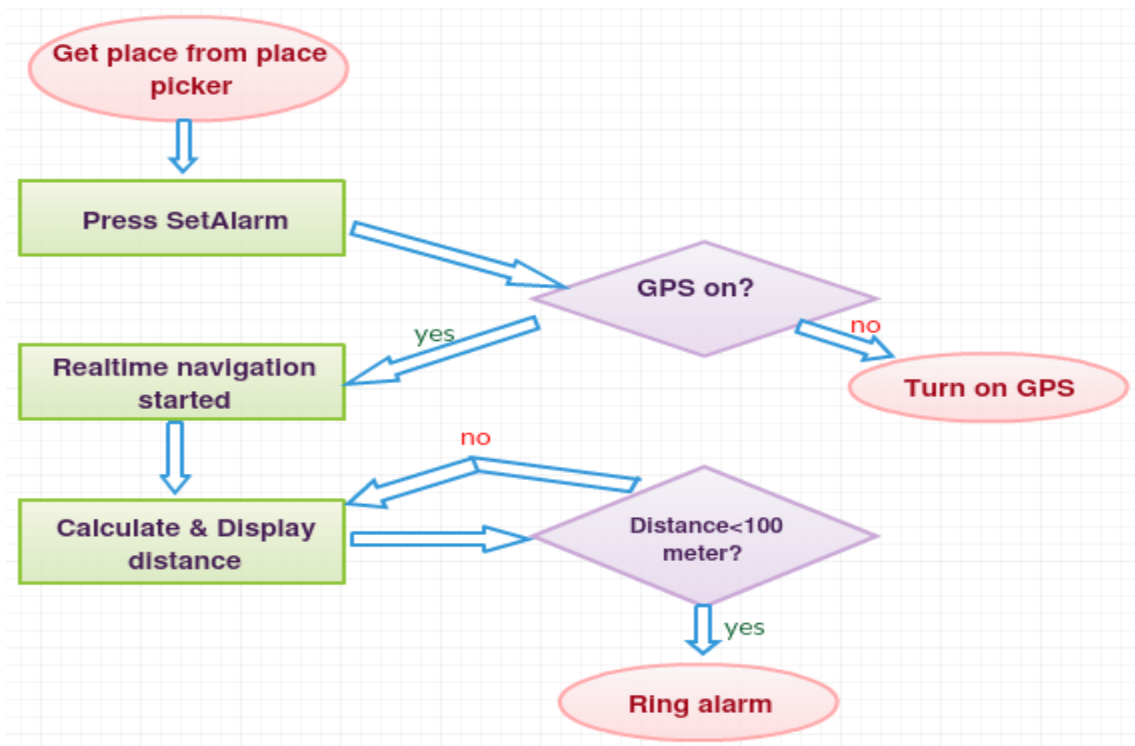 Get place from place
picker
Press SetAlarm
GPS on?
yes
no
Realtime navigation
started
Turn on GPS
no
Calculate & Display
distance
Distance<100
meter?
yes
Ring alarm